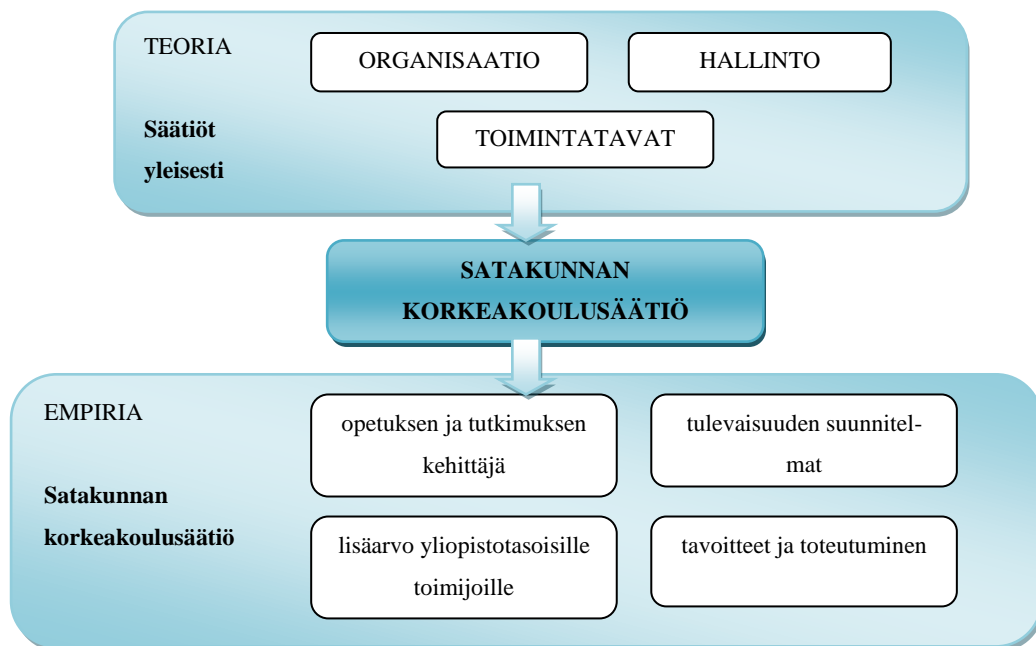 TEORIA
ORGANISAATIO
HALLINTO
Säätiöt
yleisesti
TOIMINTATAVAT
SATAKUNNAN
KORKEAKOULUSÄÄTIÖ
EMPIRIA
Satakunnan
korkeakoulusäätiö
opetuksen ja tutkimuksen
kehittäjä
tulevaisuuden suunnitel-
mat
lisäarvo yliopistotasoisille
toimijoille
tavoitteet ja toteutuminen